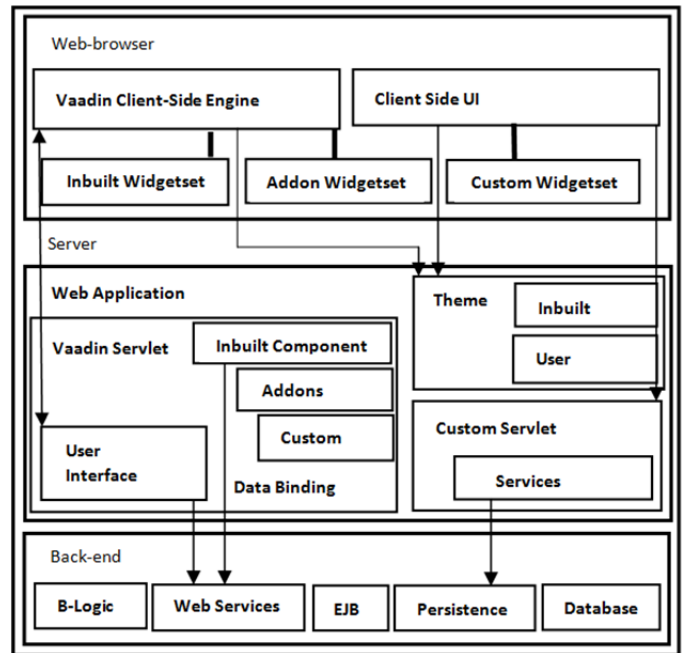 Web-browser
Vaadin Client-Side Engine
Client Side UI
Inbuilt Widgetset
Addon Widgetset
Custom Widgetset
Server
Web Application
Theme
Inbuilt
User
Vaadin Servlet
Inbuilt Component
Addons
Custom
User
Interface
Data Binding
Custom Servlet
Services
Back-end
B-Logic
Web Services
EJB
Persistence
Database